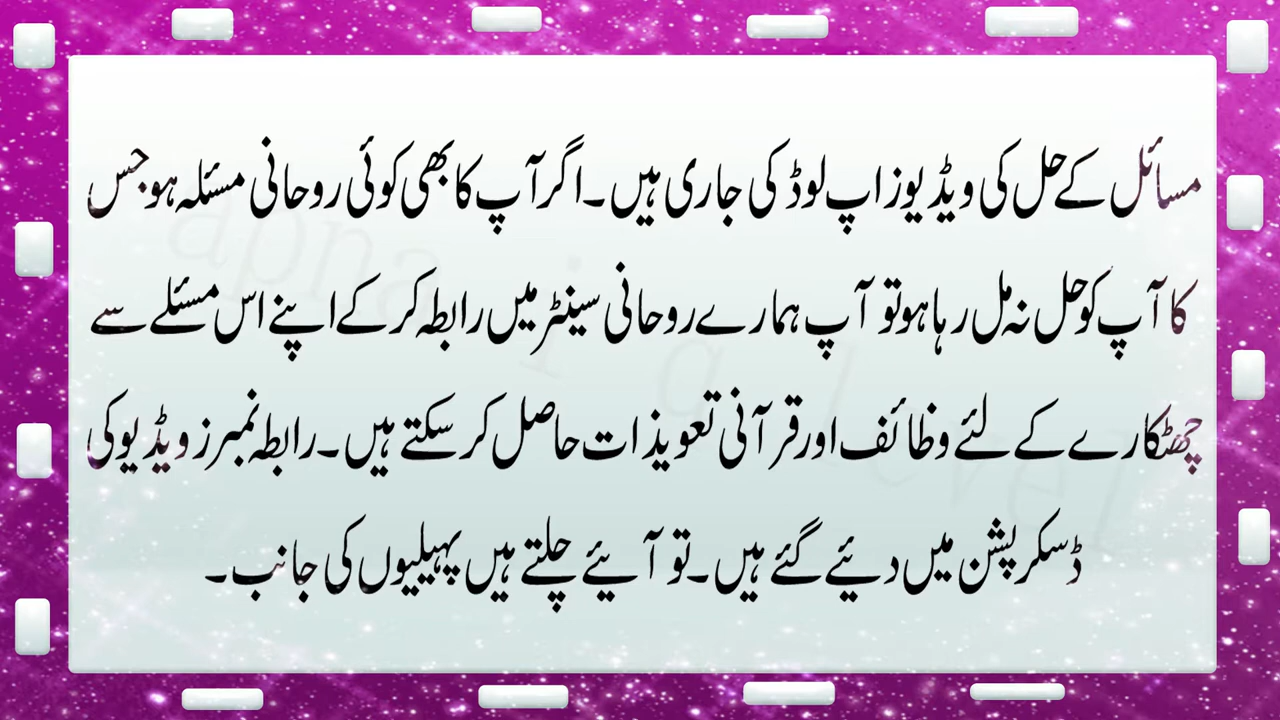 مسائل کے حل کی ویڈیوز اپ لوڈ کی جاری ہیں۔ اگر آپ کا بھی کوئی روحانی مسئلہ ہو جس
کا آپ کو حل نہ مل رہا ہو تو آپ ہمارے روحانی سینٹر میں رابطہ کر کے اپنے اس مسئلے سے
چھٹکارے کے لئے وظائف اور قرآنی تعویذات حاصل کر سکتے ہیں۔ رابطہ نمبرز ویڈیو کی
ڈسکرپشن میں دیئے گئے ہیں۔ تو آیئے چلتے ہیں پہیلیوں کی جانب۔